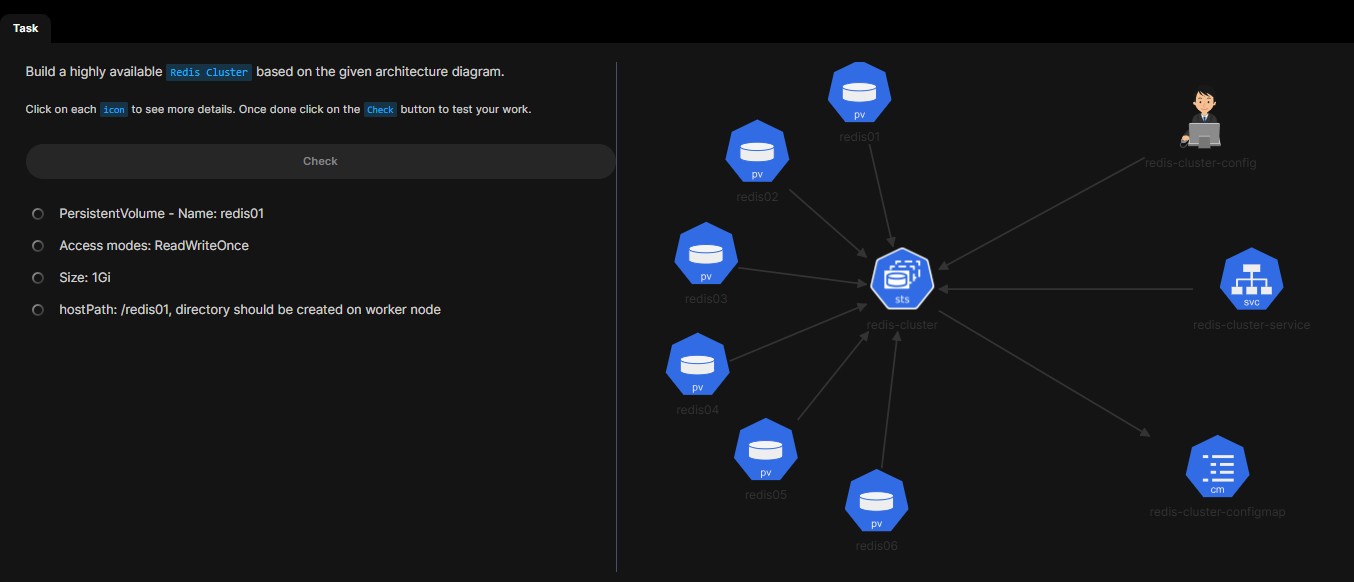 Task
Build a highly available Redis Cluster based on the given architecture diagram.
Click on each icon to see more details. Once done click on the Check button to test your work.
Check
PersistentVolume - Name: redis01
Access modes: ReadWriteOnce
Size: 1Gi
hostPath: /redis01, directory should be created on worker node
pv
redis01
redis-cluster-config
pv
redis02
pv
redis03
sts
redis-cluster
svc
redis-cluster-service
pv
redis04
pv
redis05
cm
redis-cluster-configmap
pv
redis06